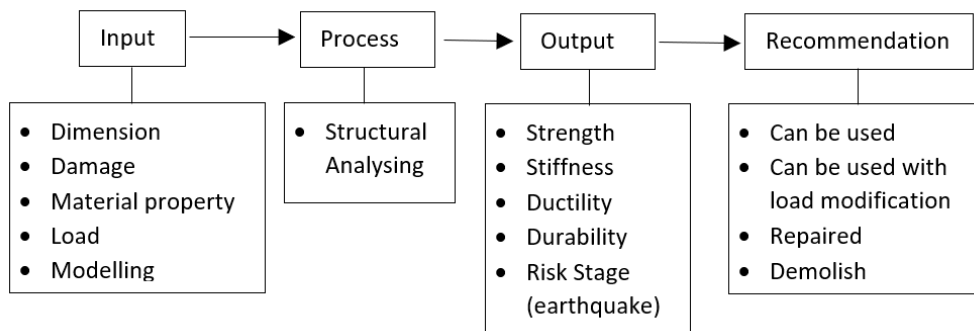 Input
Process
Output
Recommendation
• Dimension
• Damage
• Material property
• Load
• Modelling
• Structural
Analysing
• Strength
• Stiffness
• Ductility
• Durability
• Risk Stage
(earthquake)
• Can be used
• Can be used with
load modification
• Repaired
• Demolish